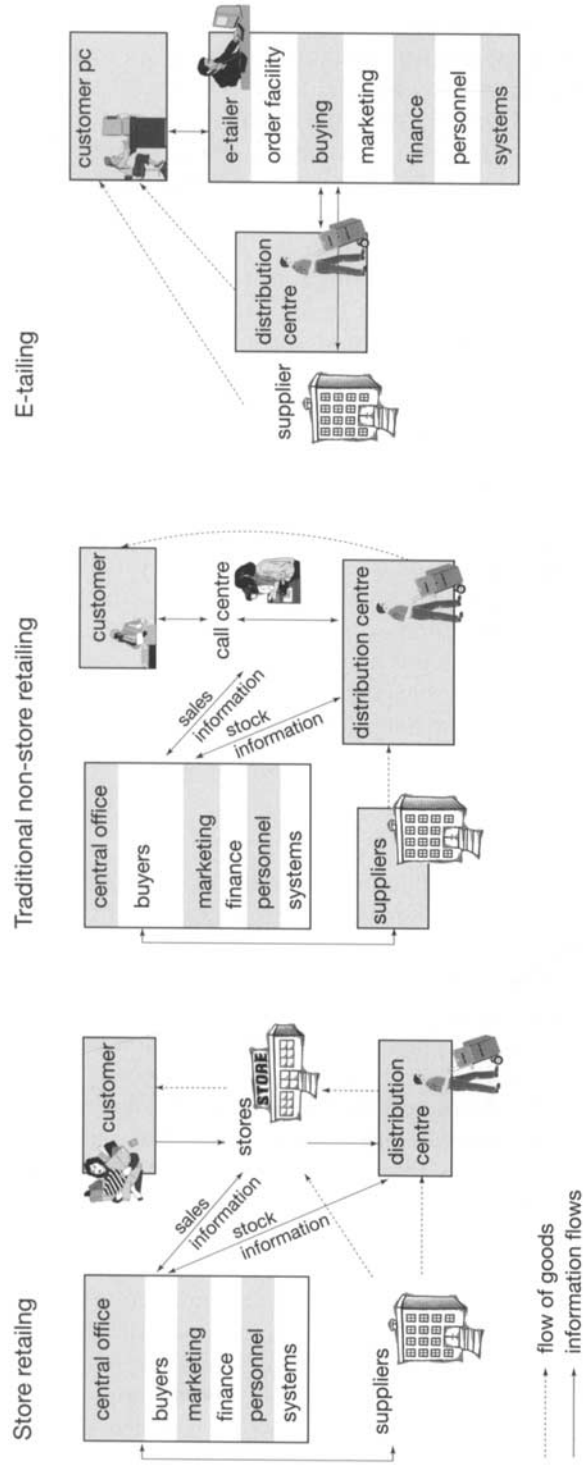 Store retailng
central office
buyers
marketing
finance
personnel
systems
suppliers
customer
stores
STORE
distribution
centre
sales
information
stock
information
flow of goods
information flows
Traditional non-store retailing
central office
buyers
marketing
finance
personnel
systems
suppliers
customer
call centre
distribution centre
sales
information
stock
information
E-tailing
supplier
distribution
centre
customer pc
e-tailer
order facility
buying
marketing
finance
personnel
systems